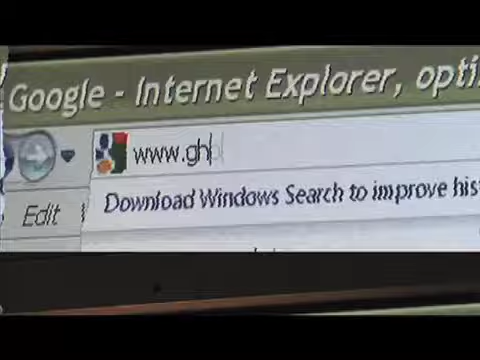 Google - Internet Explorer, opti
www.gh
Edit
Download Windows Search to improve his